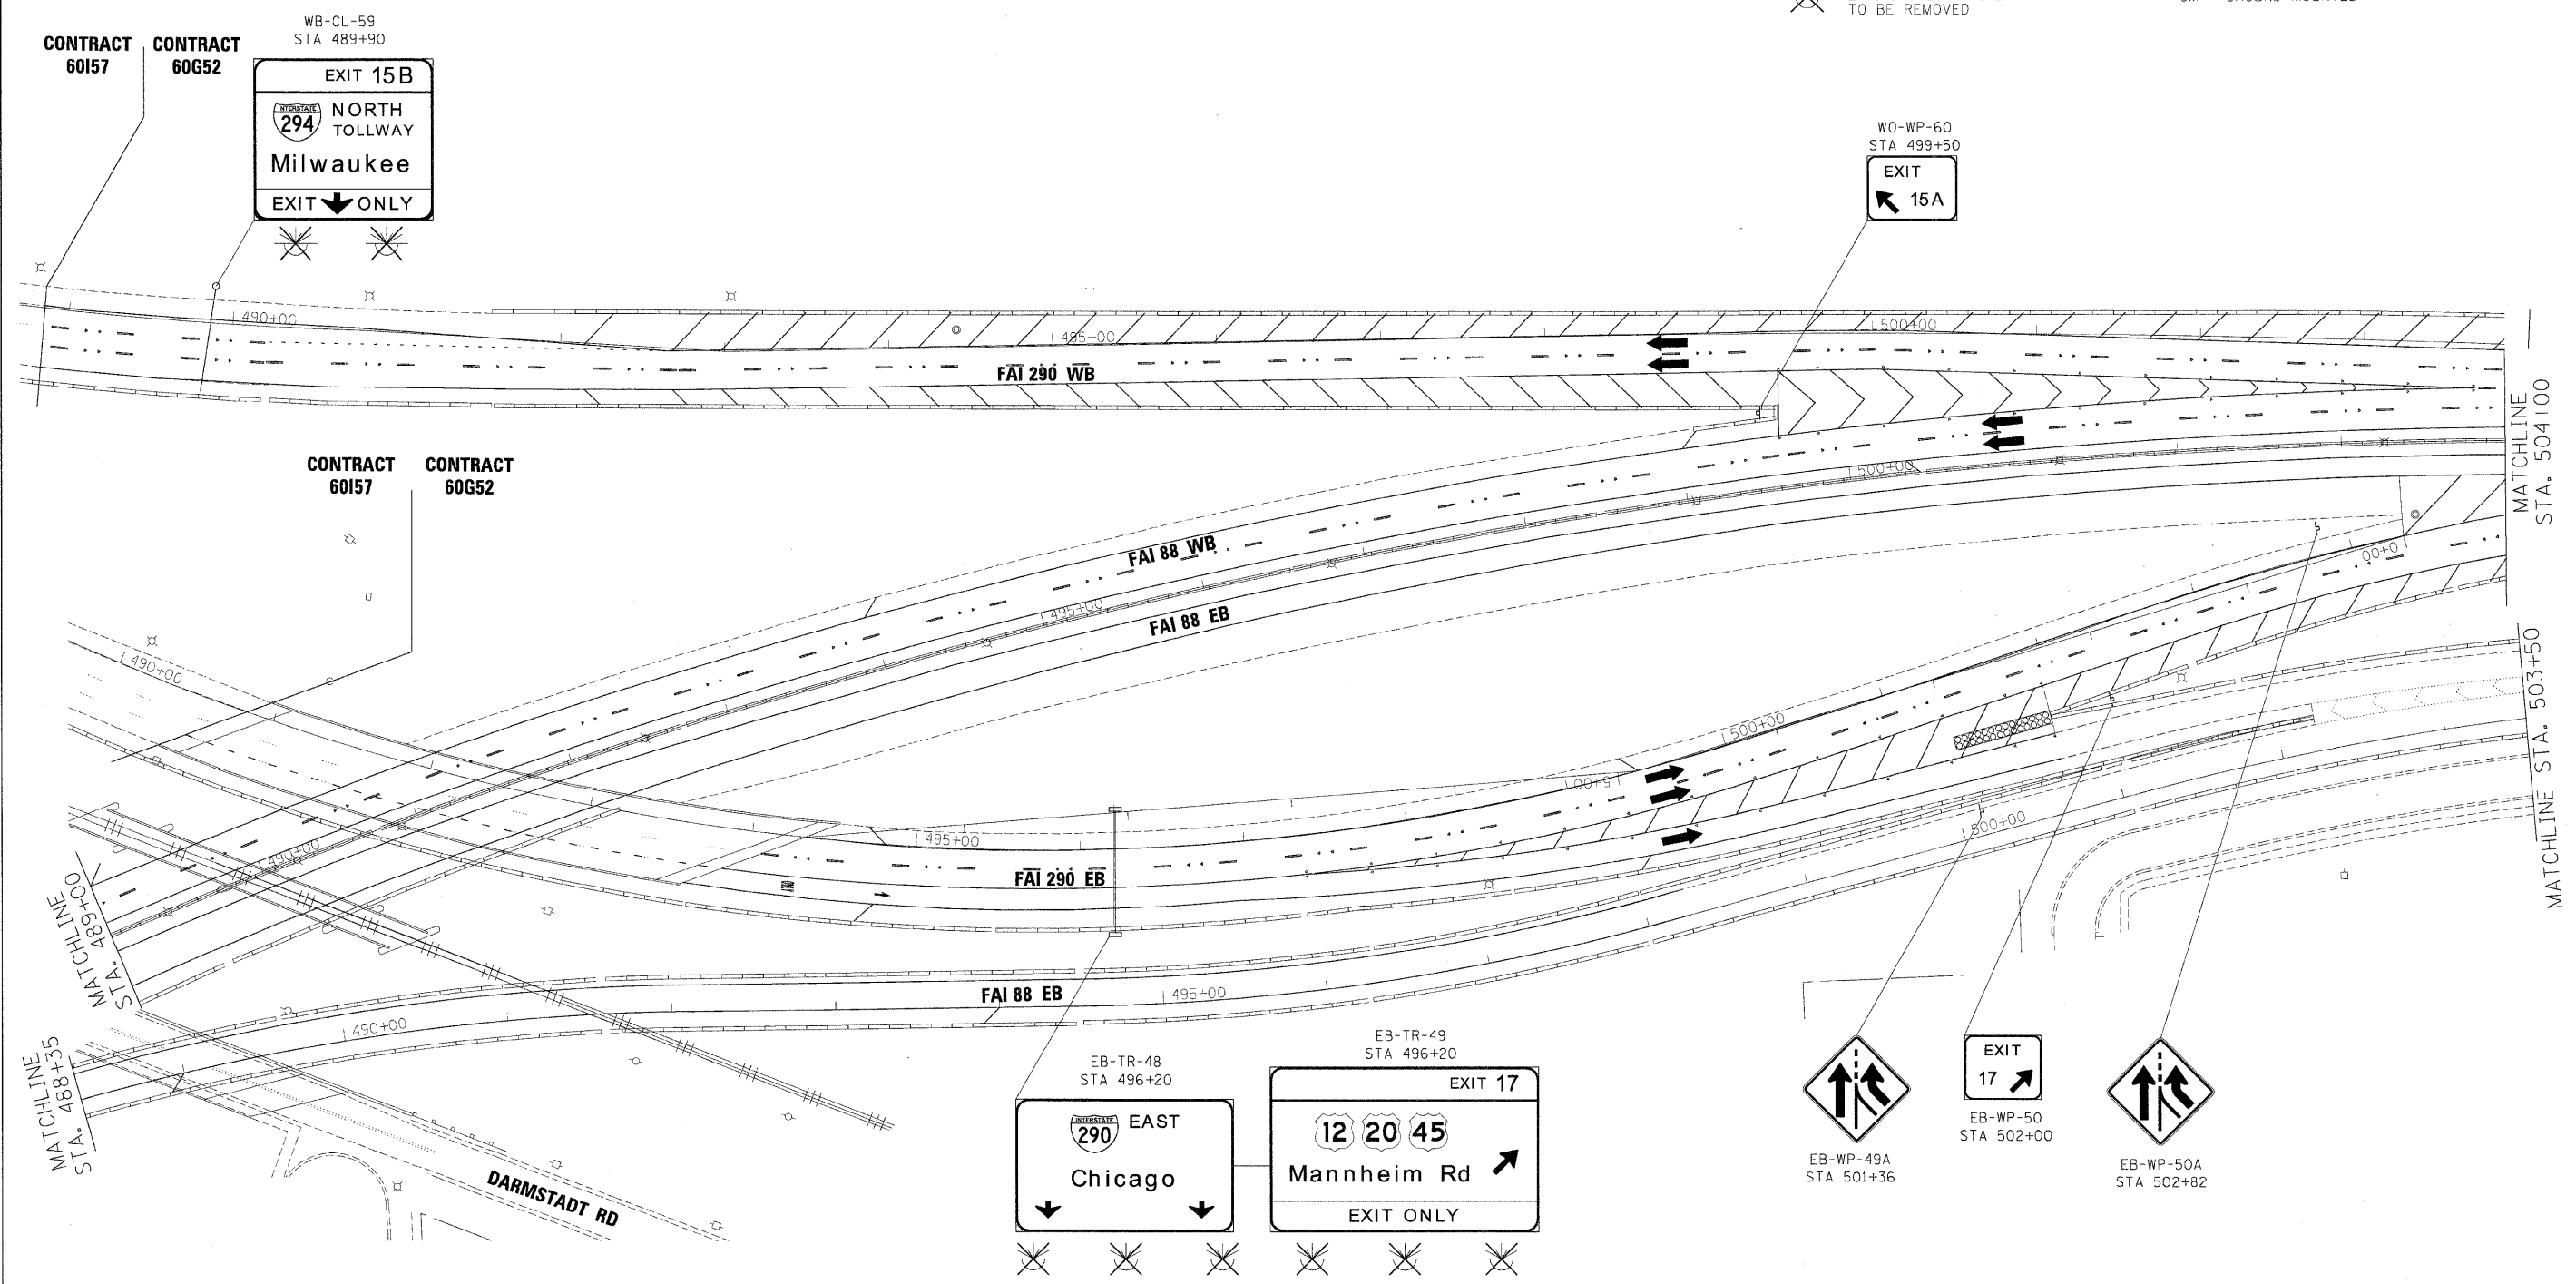 TO BE REMOVED
WB-CL-59
STA 489+90
CONTRACT
60I57
CONTRACT
60G52
EXIT 15B
INTERSTATE
294
NORTH
TOLLWAY
Milwaukee
EXIT ONLY
WO-WP-60
STA 499+50
EXIT
15A
490+00
495+00
500+00
FAI 290 WB
MATCHLINE
STA. 504+00
CONTRACT
60I57
CONTRACT
60G52
500+00
FAI 88 WB
495+00
FAI 88 EB
0+00
490+00
MATCHLINE STA. 503+50
500+00
5+00
495+00
FAI 290 EB
500+00
490+00
MATCHLINE
STA. 489+00
FAI 88 EB
495+00
490+00
MATCHLINE
STA. 488+35
DARMSTADT RD
EB-TR-48
STA 496+20
INTERSTATE
290
EAST
Chicago
EB-TR-49
STA 496+20
EXIT 17
12 20 45
Mannheim Rd
EXIT ONLY
EB-WP-49A
STA 501+36
EXIT
17
EB-WP-50
STA 502+00
EB-WP-50A
STA 502+82